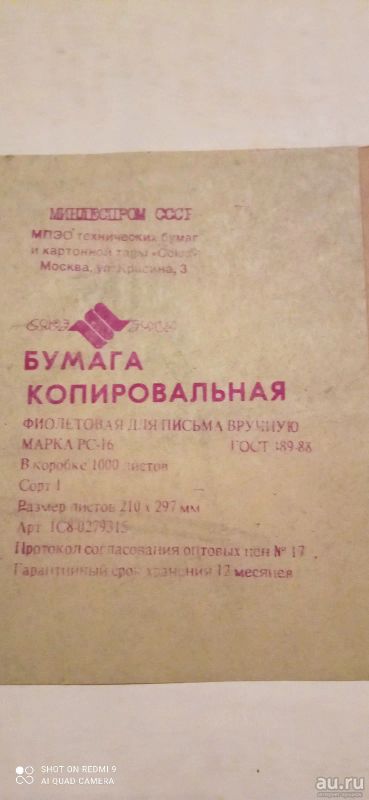 МИНЛЕСПРОМ СССР
МПЭО технических бумаг
и картонной тары «Союз»
Москва, ул. Красина, 3
СОЮЗ
БУМАГА
КОПИРОВАЛЬНАЯ
ФИОЛЕТОВАЯ ДЛЯ ПИСЬМА ВРУЧНУЮ
МАРКА РС-16 ГОСТ 489-88
В коробке 1000 листов
Сорт 1
Размер листов 210 x 297 мм
Арт. 1С8-0279315
Протокол согласования оптовых цен № 17
Гарантийный срок хранения 12 месяцев
SHOT ON REDMI 9
AI QUAD CAMERA
au.ru